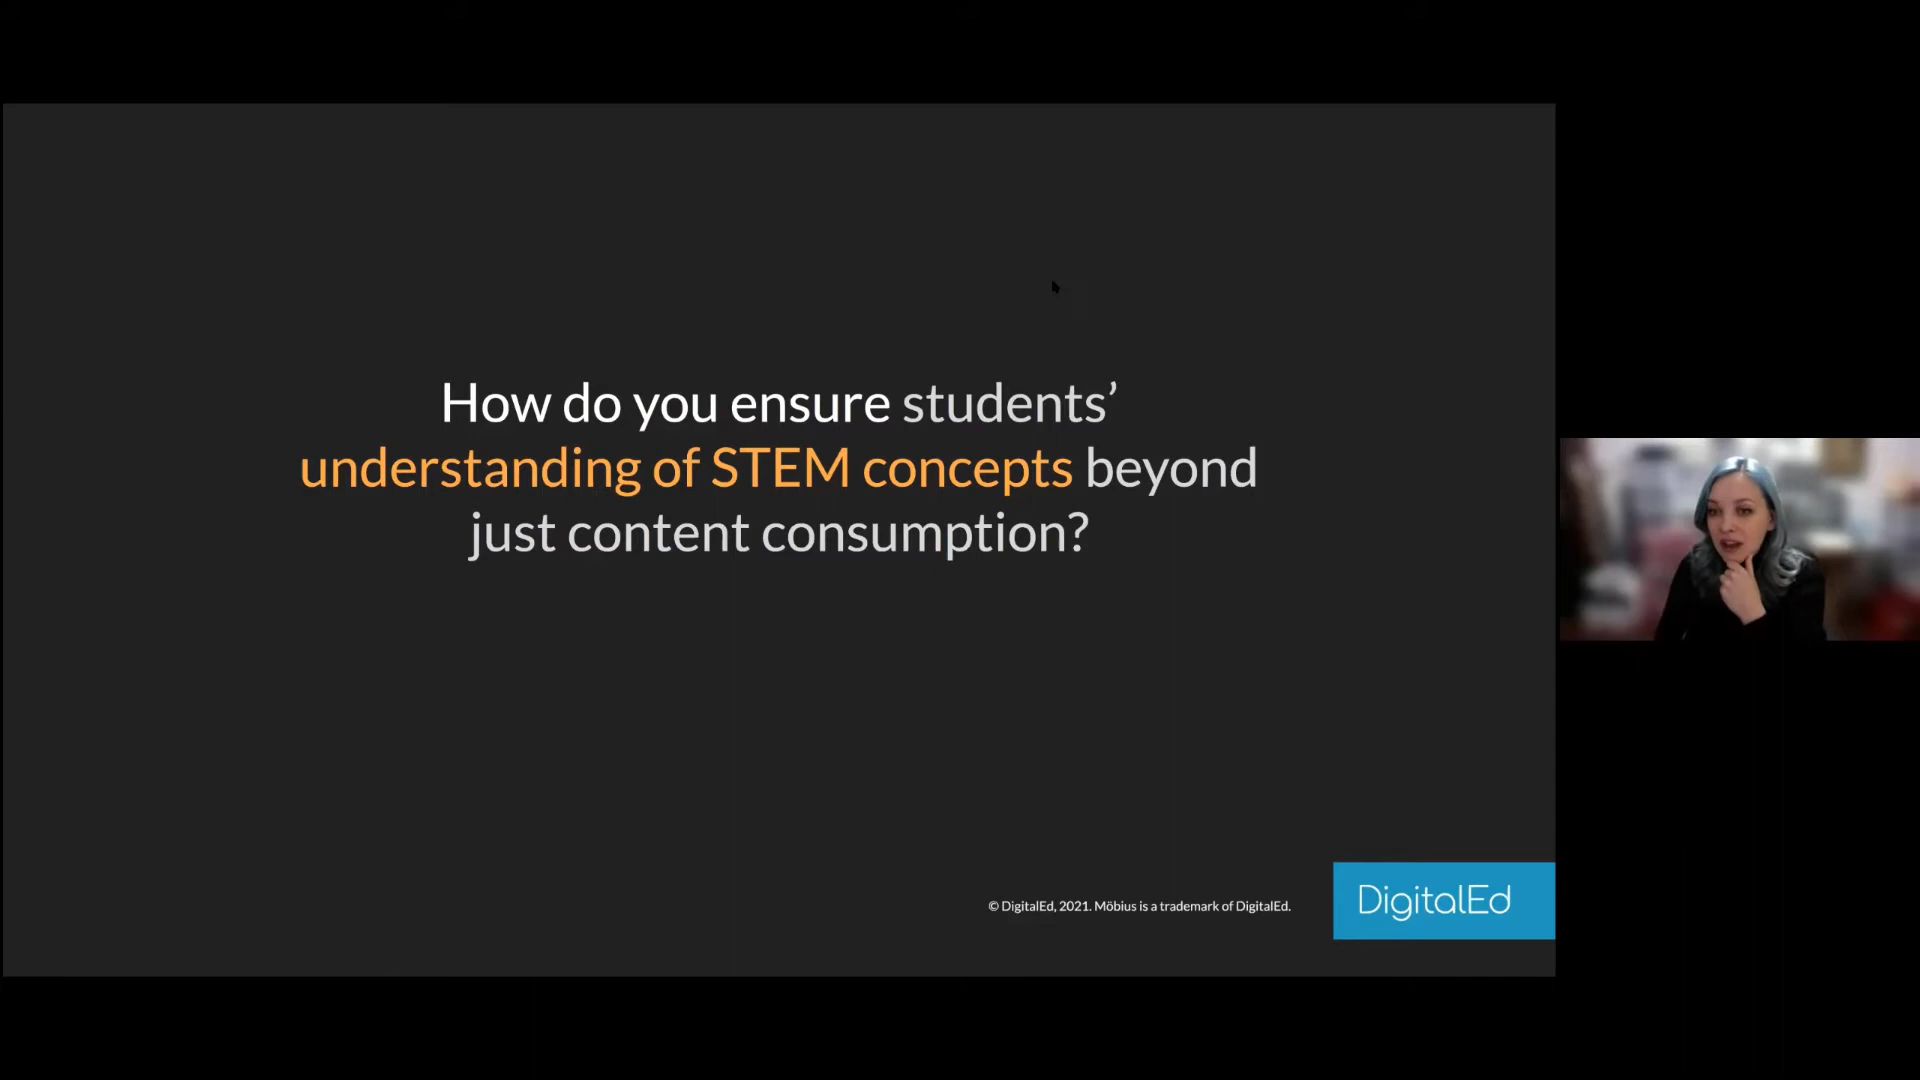 How do you ensure students’
understanding of STEM concepts beyond
just content consumption?
© DigitalEd, 2021. Möbius is a trademark of DigitalEd.
DigitalEd